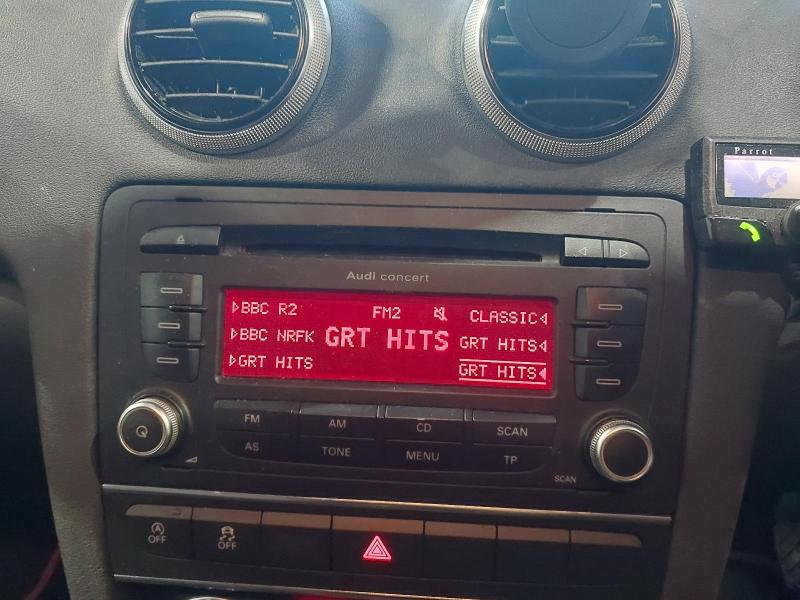 Parrot
Audi concert
BBC R2 FM2 CLASSIC
BBC NRFK GRT HITS GRT HITS
GRT HITS GRT HITS
FM AM CD SCAN
AS TONE MENU TP
SCAN
A OFF
OFF